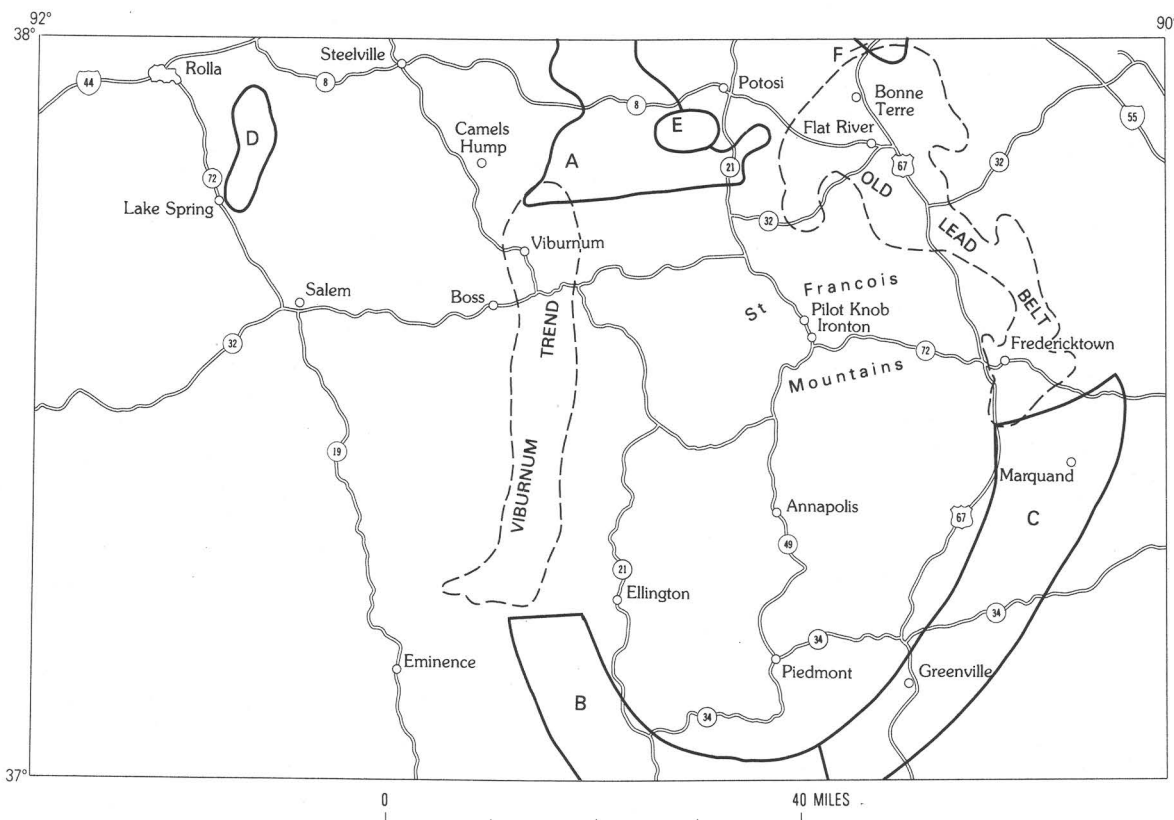 92°
90°
38°
Steelville
F
Rolla
44
8
Potosi
Bonne
Terre
8
55
D
Camels
Hump
E
Flat River
A
21
67
32
72
OLD
Lake Spring
32
LEAD
Viburnum
Francois
BELT
Salem
Boss
St
Pilot Knob
Ironton
TREND
32
72
Fredericktown
Mountains
19
VIBURNUM
Marquand
Annapolis
67
C
49
21
Ellington
34
34
Eminence
Piedmont
Greenville
B
34
37°
0
40 MILES